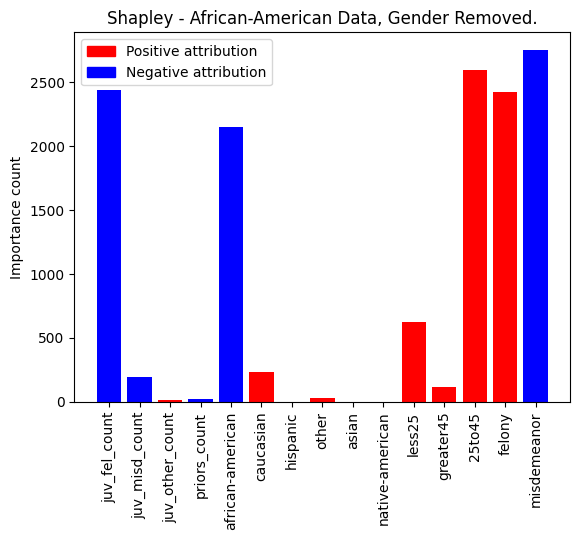 Shapley - African-American Data, Gender Removed.
Positive attribution
Negative attribution
Importance count
2500
2000
1500
1000
500
0
juv_fel_count
juv_misd_count
juv_other_count
priors_count
african-american
caucasian
hispanic
other
asian
native-american
less25
greater45
25to45
felony
misdemeanor